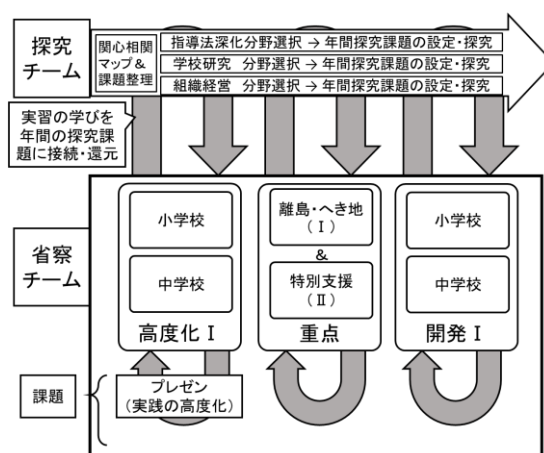 探究
チーム
関心相関
マップ&
課題整理
指導法深化分野選択 → 年間探究課題の設定・探究
学校研究 分野選択 → 年間探究課題の設定・探究
組織経営 分野選択 → 年間探究課題の設定・探究
実習の学びを
年間の探究課
題に接続・還元
省察
チーム
小学校
中学校
高度化Ⅰ
離島・へき地
(Ⅰ)
&
特別支援
(Ⅱ)
重点
小学校
中学校
開発Ⅰ
課題
プレゼン
(実践の高度化)